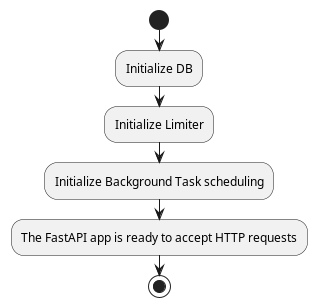 Initialize DB
Initialize Limiter
Initialize Background Task scheduling
The FastAPI app is ready to accept HTTP requests